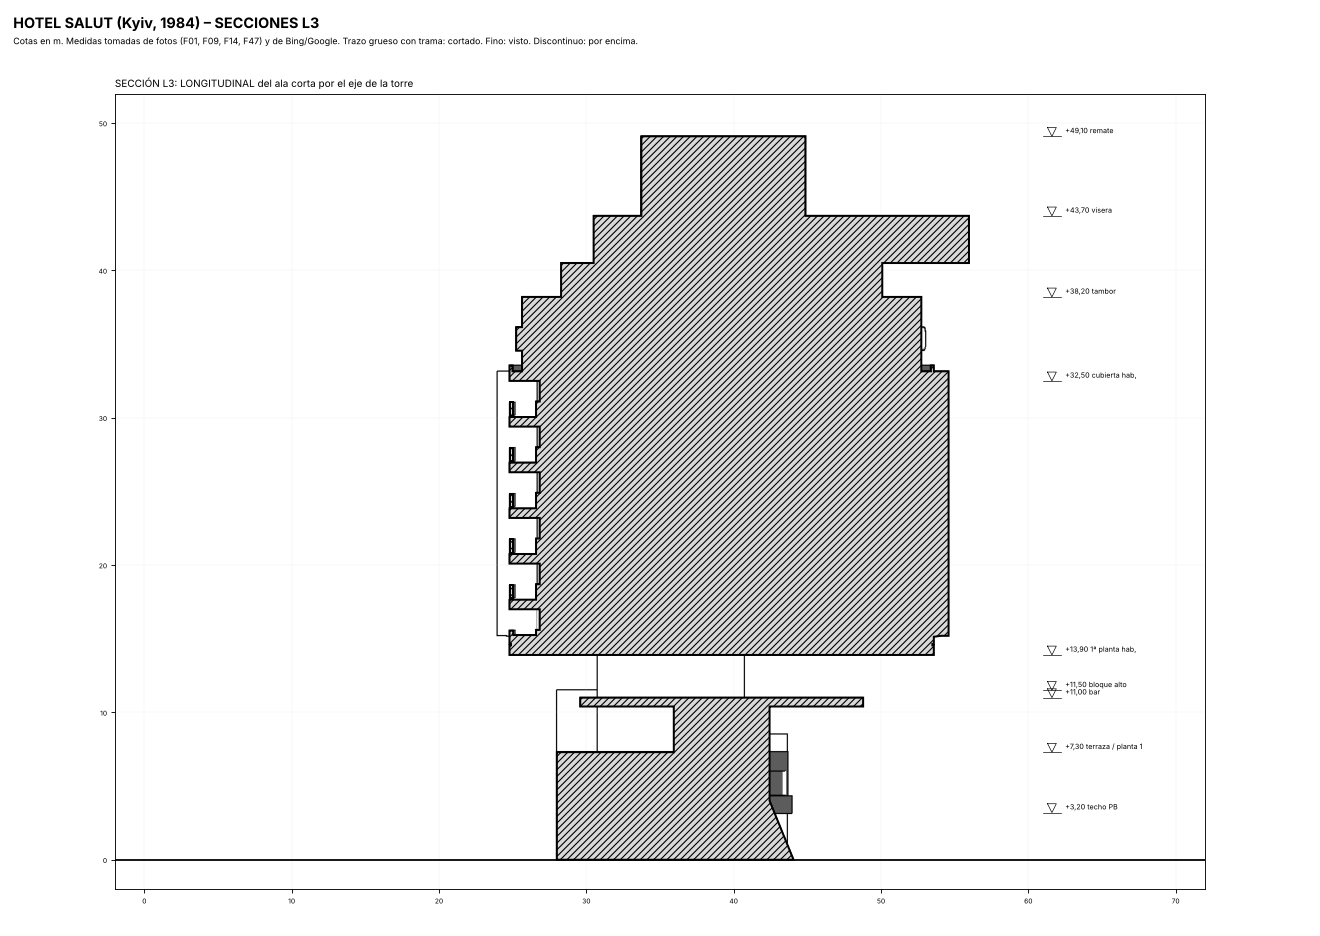 HOTEL SALUT (Kyiv, 1984) – SECCIONES L3
Cotas en m. Medidas tomadas de fotos (F01, F09, F14, F47) y de Bing/Google. Trazo grueso con trama: cortado. Fino: visto. Discontinuo: por encima.
SECCIÓN L3: LONGITUDINAL del ala corta por el eje de la torre
50
40
30
20
10
0
+49,10 remate
+43,70 visera
+38,20 tambor
+32,50 cubierta hab,
+13,90 1ª planta hab,
+11,50 bloque alto
+11,00 bar
+7,30 terraza / planta 1
+3,20 techo PB
0 10 20 30 40 50 60 70